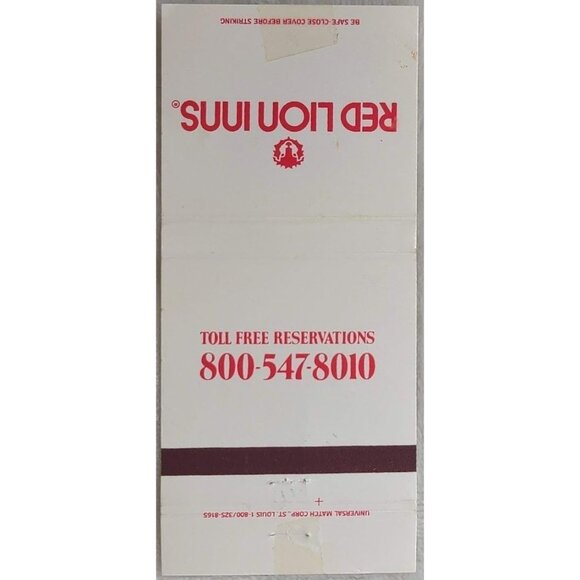 BE SAFE-CLOSE COVER BEFORE STRIKING
RED LION INNS®
TOLL FREE RESERVATIONS
800-547-8010
UNIVERSAL MATCH CORP., ST. LOUIS 1-800/325-8165